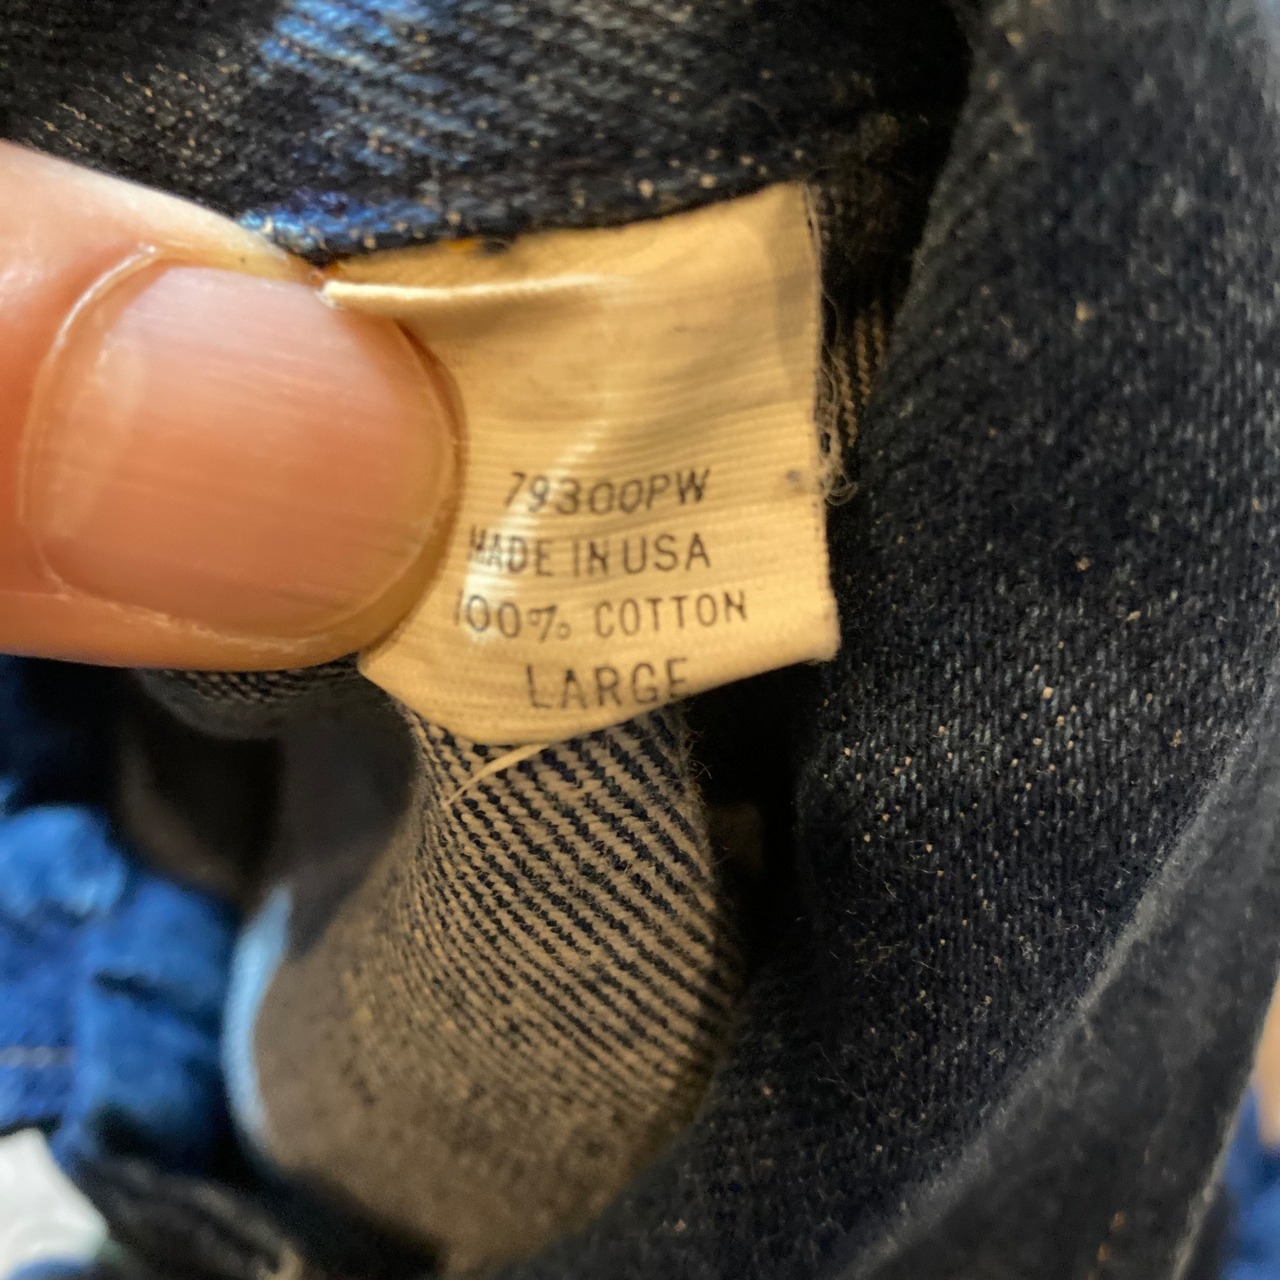 79300PW
MADE IN USA
100% COTTON
LARGE